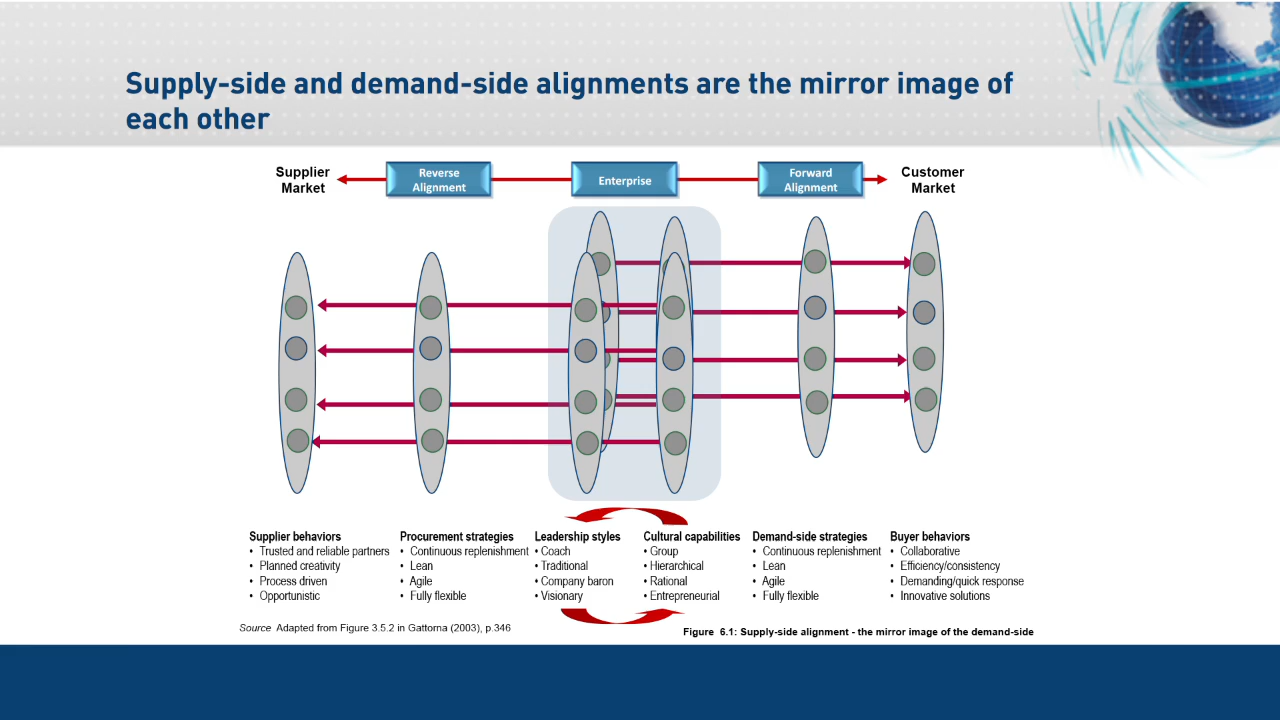 Supply-side and demand-side alignments are the mirror image of
each other
Supplier
Market
Reverse
Alignment
Enterprise
Forward
Alignment
Customer
Market
Supplier behaviors
• Trusted and reliable partners
• Planned creativity
• Process driven
• Opportunistic
Procurement strategies
• Continuous replenishment
• Lean
• Agile
• Fully flexible
Leadership styles
• Coach
• Traditional
• Company baron
• Visionary
Cultural capabilities
• Group
• Hierarchical
• Rational
• Entrepreneurial
Demand-side strategies
• Continuous replenishment
• Lean
• Agile
• Fully flexible
Buyer behaviors
• Collaborative
• Efficiency/consistency
• Demanding/quick response
• Innovative solutions
Source Adapted from Figure 3.5.2 in Gattorna (2003), p.346
Figure 6.1: Supply-side alignment - the mirror image of the demand-side